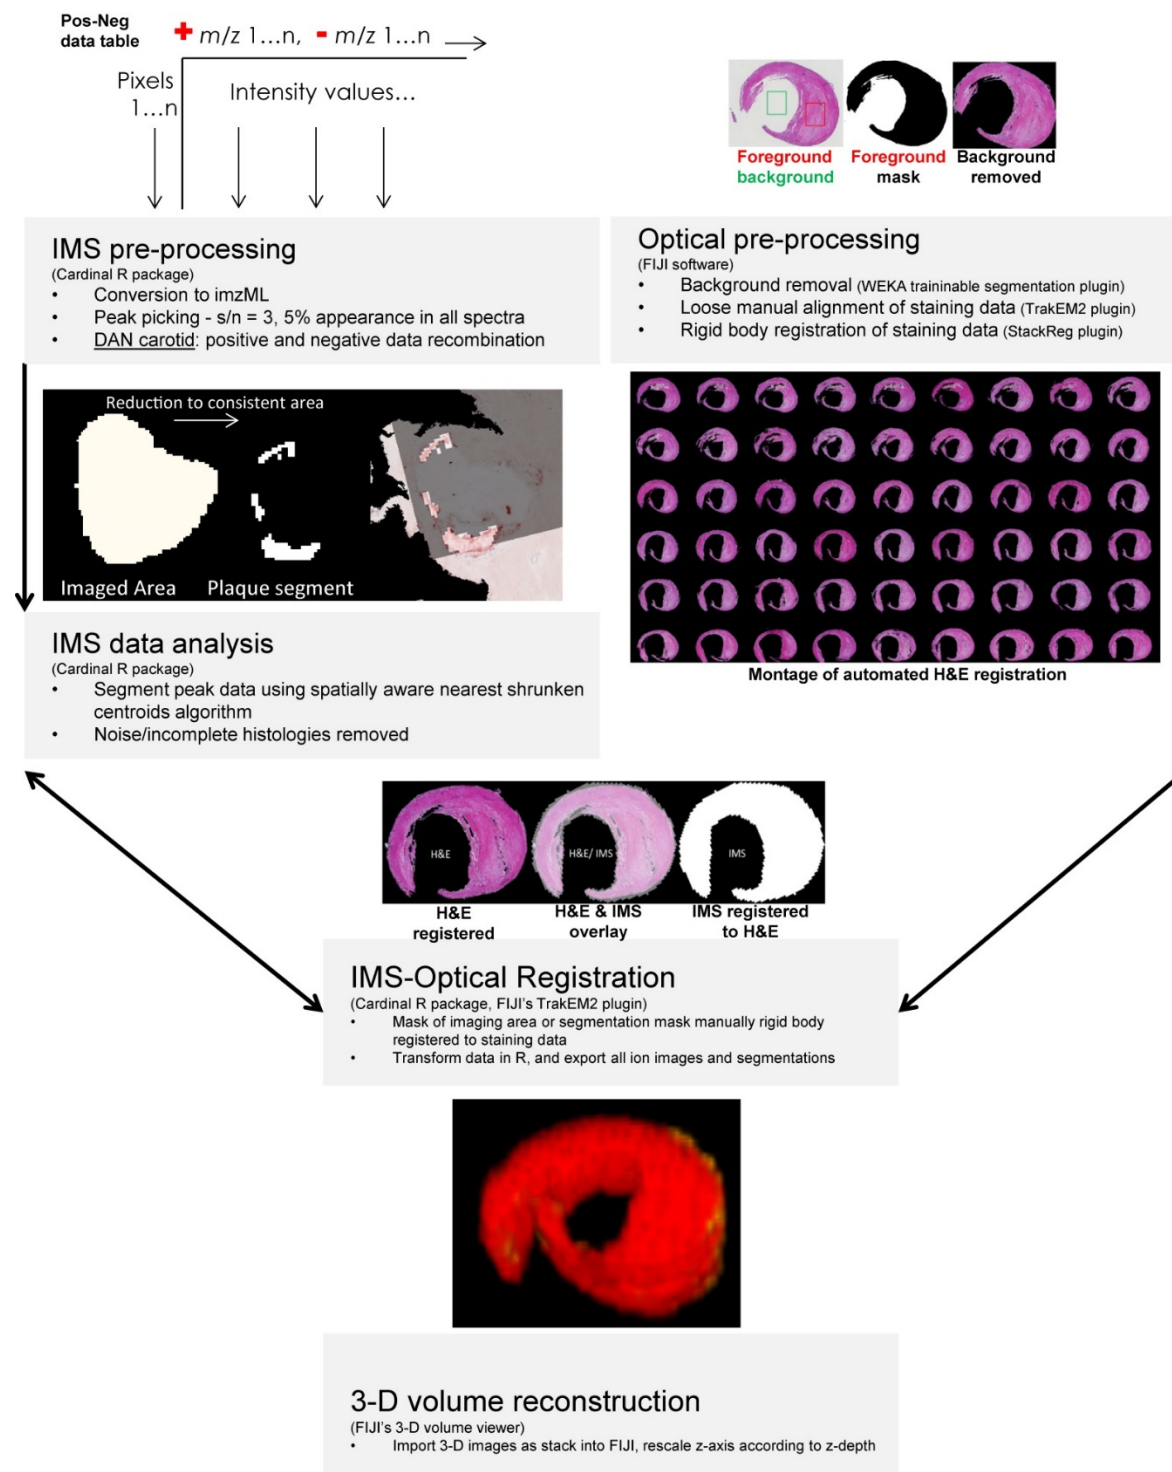 Pos-Neg
data table
+ m/z 1...n, - m/z 1...n
Pixels
1...n
Intensity values...
Foreground
background
Foreground
mask
Background
removed
IMS pre-processing
(Cardinal R package)
• Conversion to imzML
• Peak picking - s/n = 3, 5% appearance in all spectra
• DAN carotid: positive and negative data recombination
Optical pre-processing
(FIJI software)
• Background removal (WEKA traininable segmentation plugin)
• Loose manual alignment of staining data (TrakEM2 plugin)
• Rigid body registration of staining data (StackReg plugin)
Reduction to consistent area
Imaged Area
Plaque segment
Montage of automated H&E registration
IMS data analysis
(Cardinal R package)
• Segment peak data using spatially aware nearest shrunken
centroids algorithm
• Noise/incomplete histologies removed
H&E
H&E/ IMS
IMS
H&E
registered
H&E & IMS
overlay
IMS registered
to H&E
IMS-Optical Registration
(Cardinal R package, FIJI's TrakEM2 plugin)
• Mask of imaging area or segmentation mask manually rigid body
registered to staining data
• Transform data in R, and export all ion images and segmentations
3-D volume reconstruction
(FIJI's 3-D volume viewer)
• Import 3-D images as stack into FIJI, rescale z-axis according to z-depth